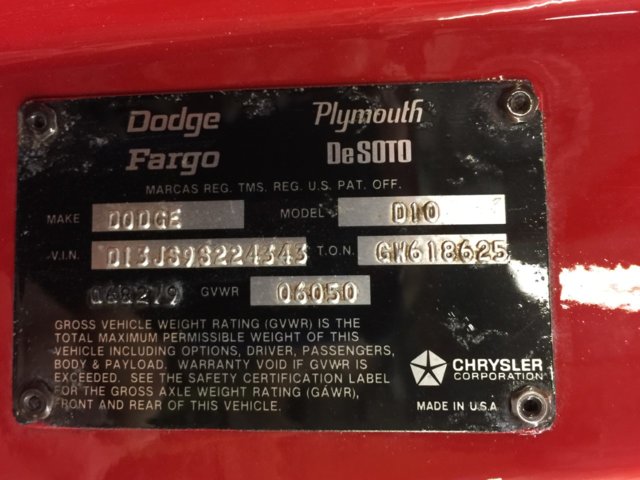 Dodge Plymouth
Fargo DeSOTO
MARCAS REG. TMS. REG. U.S. PAT. OFF.
MAKE DODGE MODEL D10
V.I.N. D13JS9S224343 T.O.N. GW618625
068279 GVWR 06050
GROSS VEHICLE WEIGHT RATING (GVWR) IS THE
TOTAL MAXIMUM PERMISSIBLE WEIGHT OF THIS
VEHICLE INCLUDING OPTIONS, DRIVER, PASSENGERS,
BODY & PAYLOAD. WARRANTY VOID IF GVWR IS
EXCEEDED. SEE THE SAFETY CERTIFICATION LABEL
FOR THE GROSS AXLE WEIGHT RATING (GAWR),
FRONT AND REAR OF THIS VEHICLE.
CHRYSLER
CORPORATION
MADE IN U.S.A.